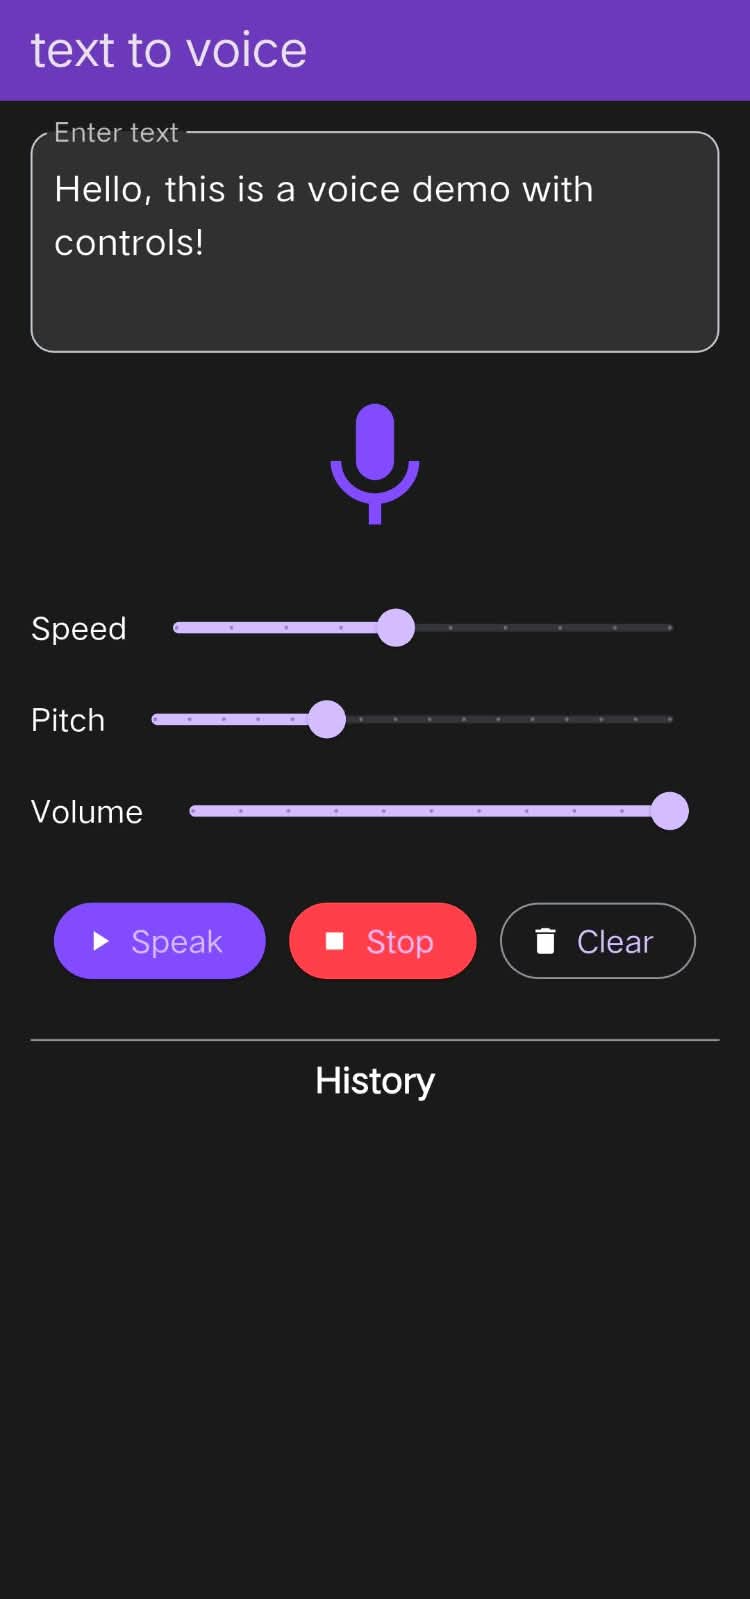 text to voice
Enter text
Hello, this is a voice demo with
controls!
Speed
Pitch
Volume
Speak
Stop
Clear
History